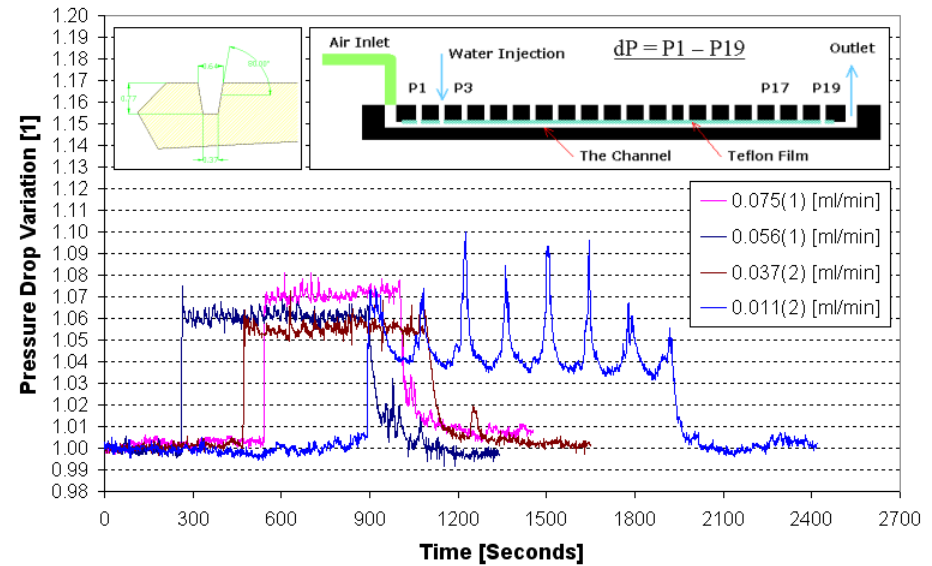 1.20
1.19
1.18
1.17
1.16
1.15
1.14
1.13
1.12
1.11
1.10
1.09
1.08
1.07
1.06
1.05
1.04
1.03
1.02
1.01
1.00
0.99
0.98
Pressure Drop Variation [1]
0.77
Air Inlet
Water Injection
dP = P1 – P19
Outlet
P1
P3
P17
P19
The Channel
Teflon Film
0.075(1) [ml/min]
0.056(1) [ml/min]
0.037(2) [ml/min]
0.011(2) [ml/min]
0
300
600
900
1200
1500
1800
2100
2400
2700
Time [Seconds]